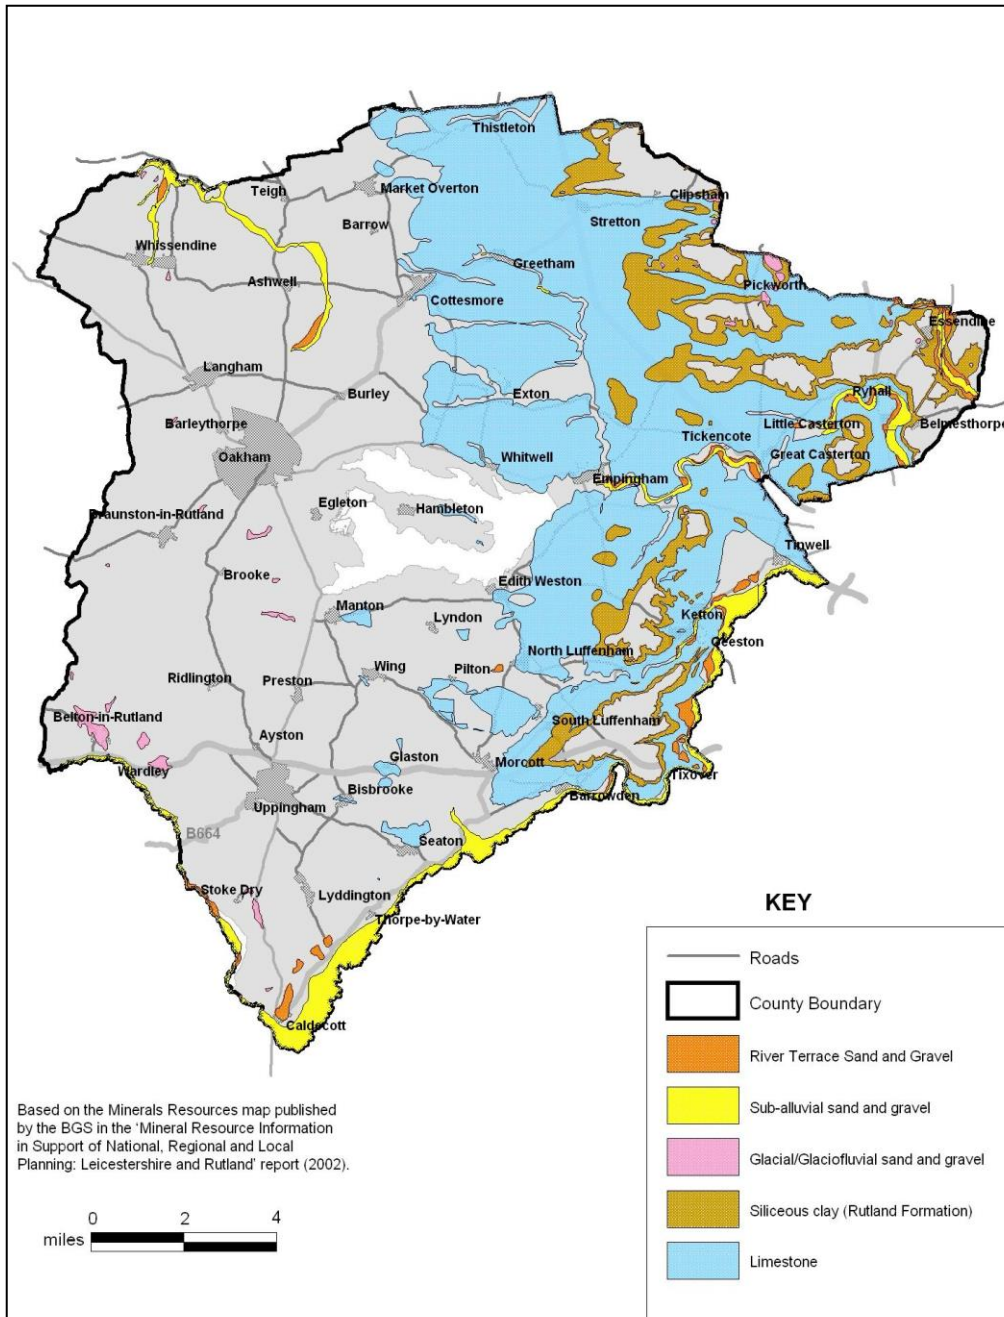 Thistleton
Clipsham
Teigh
Market Overton
Stretton
Barrow
Whissendine
Greetham
Pickworth
Ashwell
Cottesmore
Essendine
Langham
Burley
Exton
Ryhall
Barleythorpe
Little Casterton
Belmesthorpe
Tickencote
Oakham
Whitwell
Great Casterton
Empingham
Egleton
Hambleton
Braunston-in-Rutland
Tinwell
Brooke
Edith Weston
Manton
Lyndon
Ketton
Geeston
North Luffenham
Wing
Pilton
Ridlington
Preston
Belton-in-Rutland
South Luffenham
Ayston
Glaston
Morcott
Wardley
Tixover
Bisbrooke
Barrowden
Uppingham
B664
Seaton
Stoke Dry
Lyddington
Thorpe-by-Water
Caldecott
KEY
Roads
County Boundary
River Terrace Sand and Gravel
Sub-alluvial sand and gravel
Glacial/Glaciofluvial sand and gravel
Siliceous clay (Rutland Formation)
Limestone
Based on the Minerals Resources map published
by the BGS in the 'Mineral Resource Information
in Support of National, Regional and Local
Planning: Leicestershire and Rutland' report (2002).
0 2 4
miles